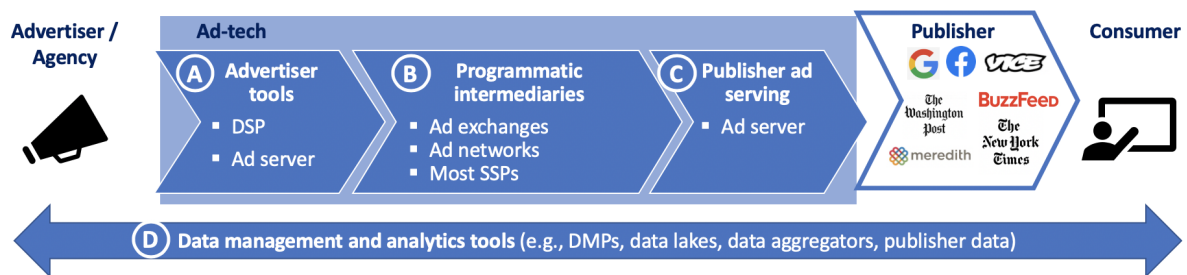 Advertiser /
Agency
Ad-tech
A
Advertiser
tools
▪ DSP
▪ Ad server
B
Programmatic
intermediaries
▪ Ad exchanges
▪ Ad networks
▪ Most SSPs
C
Publisher ad
serving
▪ Ad server
Publisher
G
f
VICE
The
Washington
Post
BuzzFeed
meredith
The
New York
Times
Consumer
D
Data management and analytics tools (e.g., DMPs, data lakes, data aggregators, publisher data)